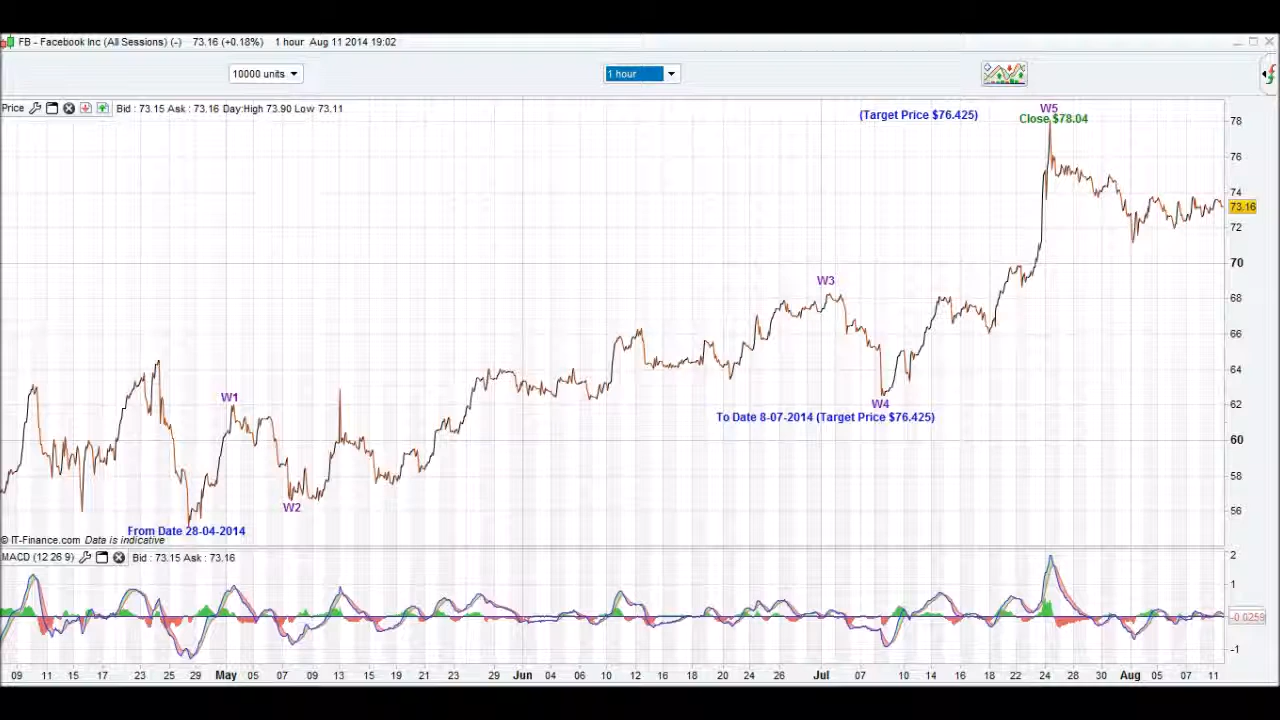 FB - Facebook Inc (All Sessions) (-) 73.16 (+0.18%) 1 hour Aug 11 2014 19:02
10000 units
1 hour
Price Bid : 73.15 Ask : 73.16 Day:High 73.90 Low 73.11
(Target Price $76.425)
W5
Close $78.04
78
76
74
73.16
72
70
68
66
64
62
60
58
56
W3
W1
W4
To Date 8-07-2014 (Target Price $76.425)
W2
From Date 28-04-2014
© IT-Finance.com Data is indicative
MACD (12 26 9) Bid : 73.15 Ask : 73.16
2
1
-0.0259
-1
09 11 15 17 23 25 29 May 05 07 09 13 15 19 21 23 29 Jun 04 06 10 12 16 18 20 24 26 Jul 07 10 14 16 18 22 24 28 30 Aug 05 07 11